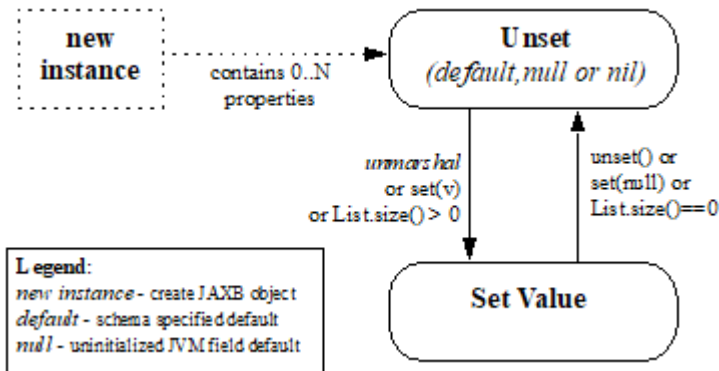 new
instance
contains 0..N
properties
Unset
(default,null or nil)
unmarshal
or set(v)
or List.size() > 0
unset() or
set(null) or
List.size()==0
Set Value
Legend:
new instance - create JAXB object
default - schema specified default
null - uninitialized JVM field default